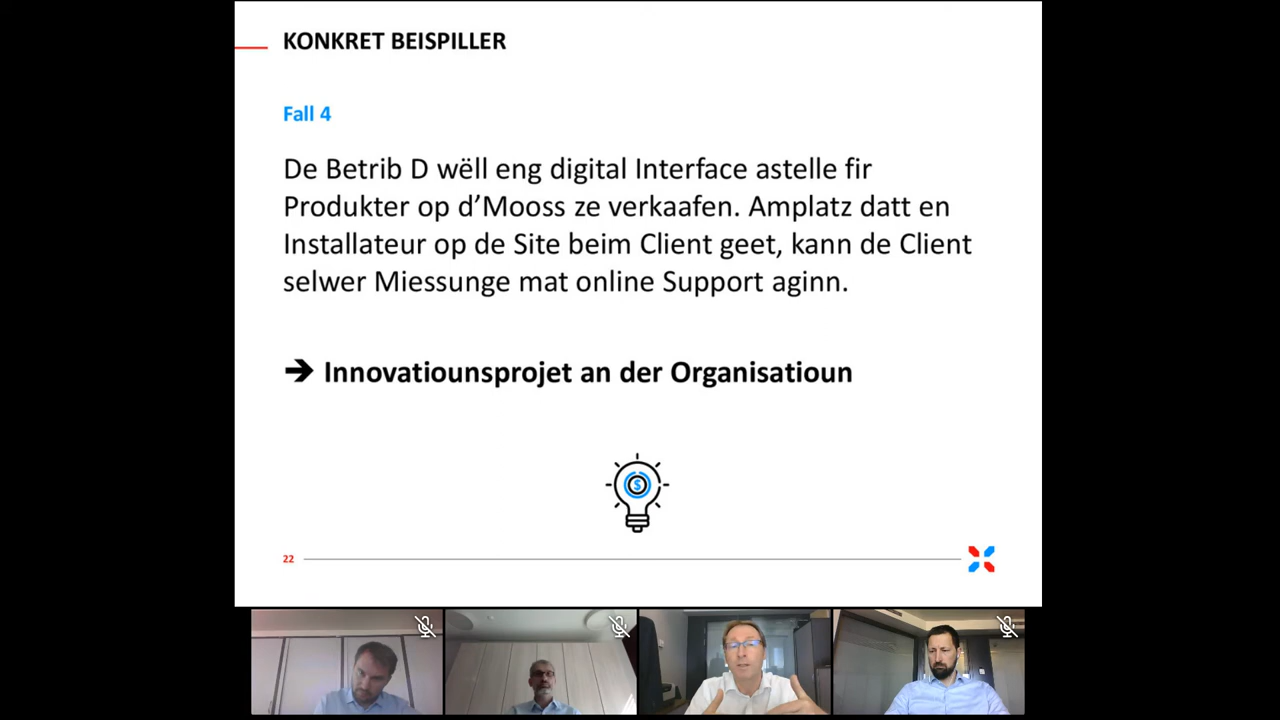 KONKRET BEISPILLER
Fall 4
De Betrib D wëll eng digital Interface astelle fir
Produkter op d’Mooss ze verkaafen. Amplatz datt en
Installateur op de Site beim Client geet, kann de Client
selwer Miessunge mat online Support aginn.
➔ Innovatiounsprojet an der Organisatioun
$
22